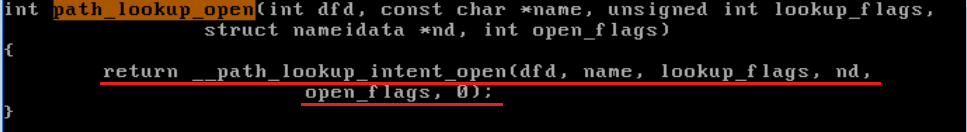 int path_lookup_open(int dfd, const char *name, unsigned int lookup_flags,
struct nameidata *nd, int open_flags)
{
return __path_lookup_intent_open(dfd, name, lookup_flags, nd,
open_flags, 0);
}